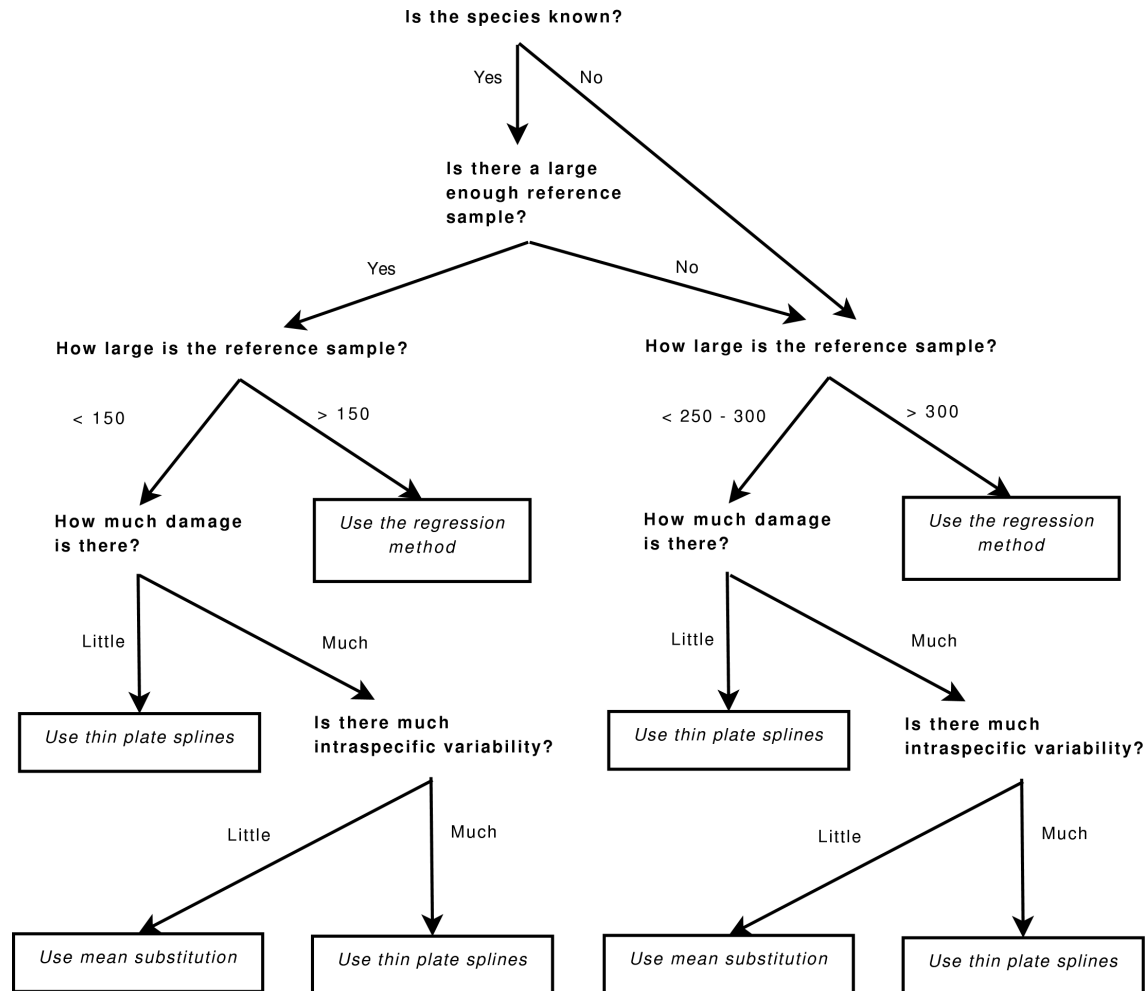 Is the species known?
Yes
No
Is there a large
enough reference
sample?
Yes
No
How large is the reference sample?
How large is the reference sample?
< 150
> 150
< 250 - 300
> 300
How much damage
is there?
Use the regression
method
How much damage
is there?
Use the regression
method
Little
Much
Little
Much
Use thin plate splines
Is there much
intraspecific variability?
Use thin plate splines
Is there much
intraspecific variability?
Little
Much
Little
Much
Use mean substitution
Use thin plate splines
Use mean substitution
Use thin plate splines